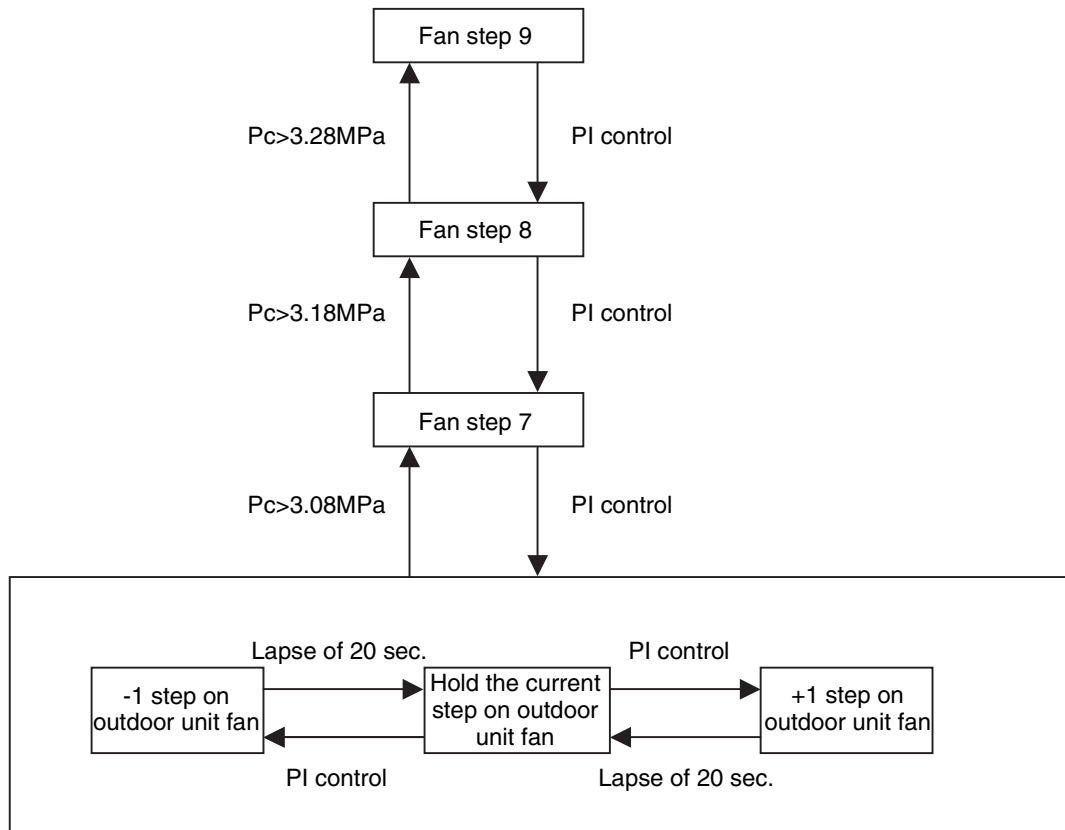 Fan step 9
Pc>3.28MPa
PI control
Fan step 8
Pc>3.18MPa
PI control
Fan step 7
Pc>3.08MPa
PI control
Lapse of 20 sec.
PI control
-1 step on
outdoor unit fan
Hold the current
step on outdoor
unit fan
+1 step on
outdoor unit fan
PI control
Lapse of 20 sec.